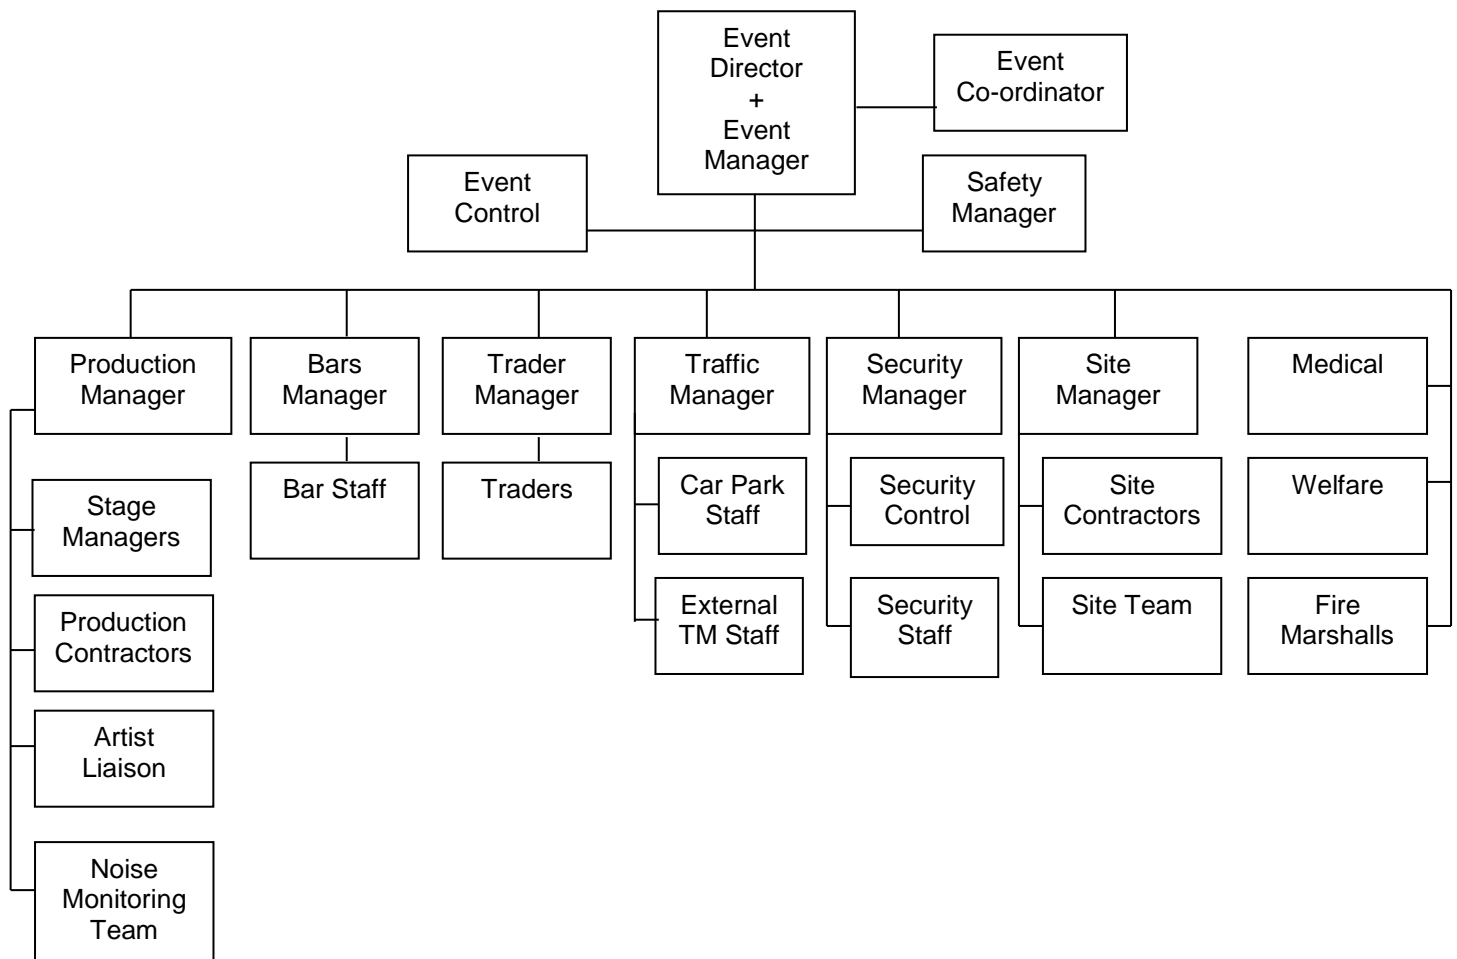 Event
Director
+
Event
Manager
Event
Co-ordinator
Event
Control
Safety
Manager
Production
Manager
Bars
Manager
Trader
Manager
Traffic
Manager
Security
Manager
Site
Manager
Medical
Stage
Managers
Bar Staff
Traders
Car Park
Staff
Security
Control
Site
Contractors
Welfare
Production
Contractors
External
TM Staff
Security
Staff
Site Team
Fire
Marshalls
Artist
Liaison
Noise
Monitoring
Team